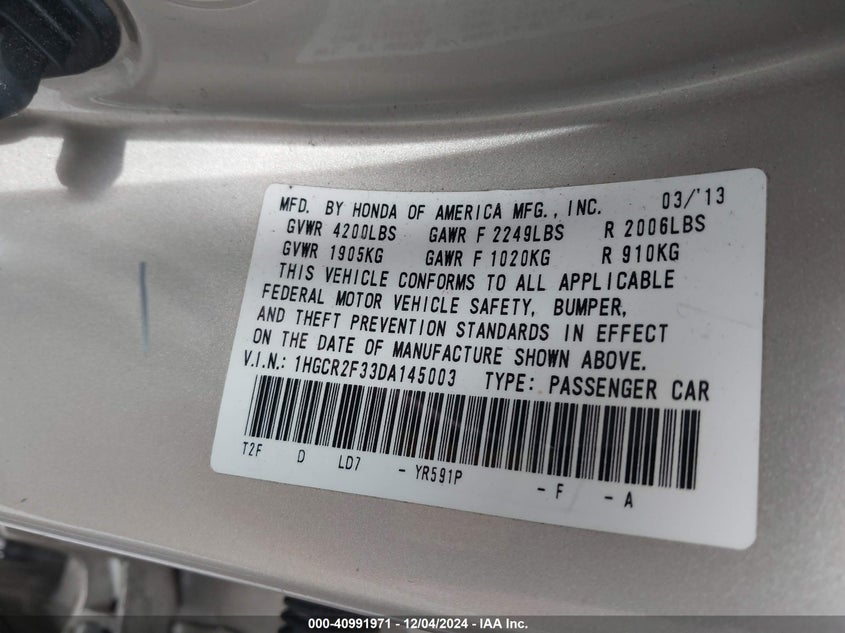 MFD. BY HONDA OF AMERICA MFG., INC. 03/'13
GVWR 4200LBS GAWR F 2249LBS R 2006LBS
GVWR 1905KG GAWR F 1020KG R 910KG
THIS VEHICLE CONFORMS TO ALL APPLICABLE
FEDERAL MOTOR VEHICLE SAFETY, BUMPER,
AND THEFT PREVENTION STANDARDS IN EFFECT
ON THE DATE OF MANUFACTURE SHOWN ABOVE.
V.I.N.: 1HGCR2F33DA145003 TYPE: PASSENGER CAR
T2F D LD7 - YR591P - F - A
000-40991971 - 12/04/2024 - IAA Inc.